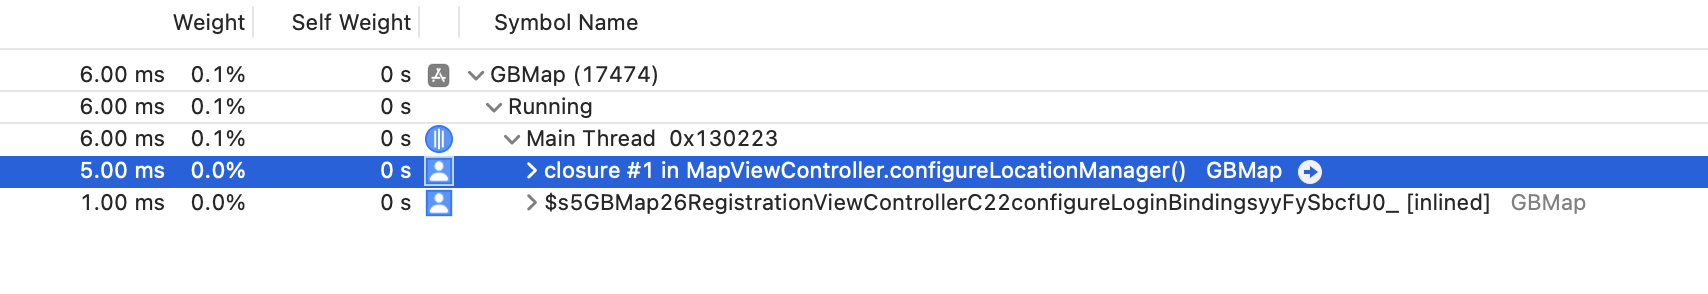 Weight Self Weight Symbol Name
6.00 ms 0.1% 0 s GBMap (17474)
6.00 ms 0.1% 0 s Running
6.00 ms 0.1% 0 s Main Thread 0x130223
5.00 ms 0.0% 0 s closure #1 in MapViewController.configureLocationManager() GBMap
1.00 ms 0.0% 0 s $s5GBMap26RegistrationViewControllerC22configureLoginBindingsyyFySbcfU0_ [inlined] GBMap